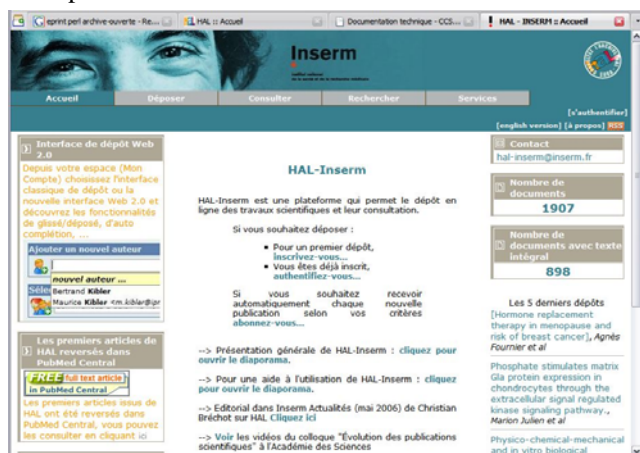 eprint perl archive-ouverte - Re...
HAL :: Accueil
Documentation technique - CCS...
HAL - INSERM :: Accueil
Inserm
Accueil
Déposer
Consulter
Rechercher
Services
[s'authentifier]
[english version] [à propos] RSS
Interface de dépôt Web
2.0
Depuis votre espace (Mon
Compte) choisissez l'interface
classique de dépôt ou la
nouvelle interface Web 2.0 et
découvrez les fonctionnalités
de glissé/déposé, d'auto
complétion, ...
Ajouter un nouvel auteur
nouvel auteur ...
Séle
Bertrand Kibler
Maurice Kibler <m.kibler@ipr
Les premiers articles de
HAL reversés dans
PubMed Central
FREE full text article
in PubMed Central
Les premiers articles issus de
HAL ont été reversés dans
PubMed Central, vous pouvez
les consulter en cliquant ici
HAL-Inserm
HAL-Inserm est une plateforme qui permet le dépôt en
ligne des travaux scientifiques et leur consultation.
Si vous souhaitez déposer :
Pour un premier dépôt,
inscrivez-vous...
Vous êtes déjà inscrit,
authentifiez-vous...
Si vous souhaitez recevoir
automatiquement chaque nouvelle
publication selon vos critères
abonnez-vous...
--> Présentation générale de HAL-Inserm : cliquez pour
ouvrir le diaporama.
--> Pour une aide à l'utilisation de HAL-Inserm : cliquez
pour ouvrir le diaporama.
--> Editorial dans Inserm Actualités (mai 2006) de Christian
Bréchot sur HAL Cliquez ici
--> Voir les vidéos du colloque "Évolution des publications
scientifiques" à l'Académie des Sciences
Contact
hal-inserm@inserm.fr
Nombre de
documents
1907
Nombre de
documents avec texte
intégral
898
Les 5 derniers dépôts
[Hormone replacement
therapy in menopause and
risk of breast cancer], Agnès
Fournier et al
Phosphate stimulates matrix
Gla protein expression in
chondrocytes through the
extracellular signal regulated
kinase signaling pathway.,
Marion Julien et al
Physico-chemical-mechanical
and in vitro biological